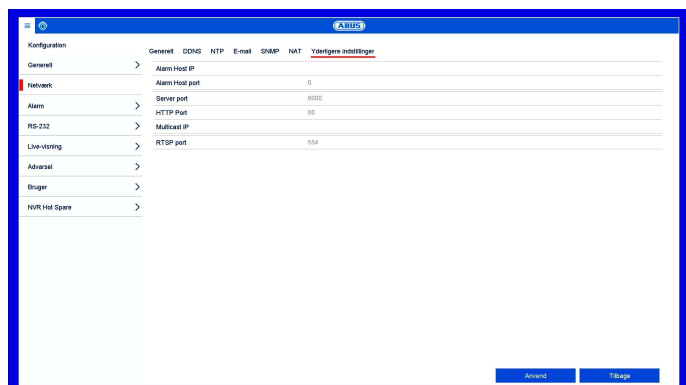 ABUS
Konfiguration
Generelt
Netværk
Alarm
RS-232
Live-visning
Advarsel
Bruger
NVR Hot Spare
Generelt DDNS NTP E-mail SNMP NAT Yderligere indstillinger
Alarm Host IP
Alarm Host port 0
Server port 8000
HTTP Port 80
Multicast IP
RTSP port 554
Anvend Tilbage